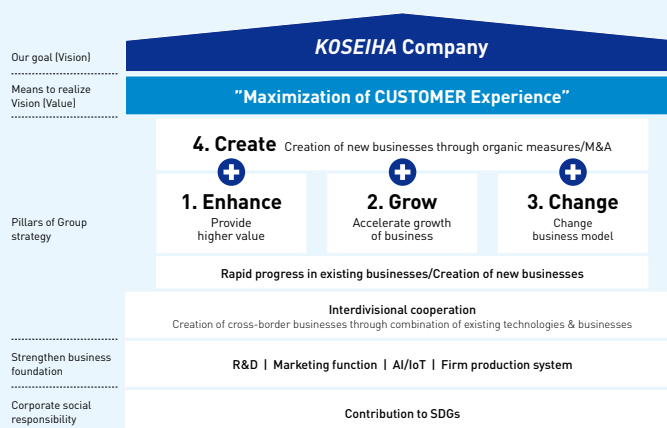 KOSEIHA Company
Our goal (Vision)
Means to realize
Vision (Value)
"Maximization of CUSTOMER Experience"
4. Create Creation of new businesses through organic measures/M&A
1. Enhance
Provide
higher value
2. Grow
Accelerate growth
of business
3. Change
Change
business model
Pillars of Group
strategy
Rapid progress in existing businesses/Creation of new businesses
Interdivisional cooperation
Creation of cross-border businesses through combination of existing technologies & businesses
Strengthen business
foundation
R&D | Marketing function | AI/IoT | Firm production system
Corporate social
responsibility
Contribution to SDGs